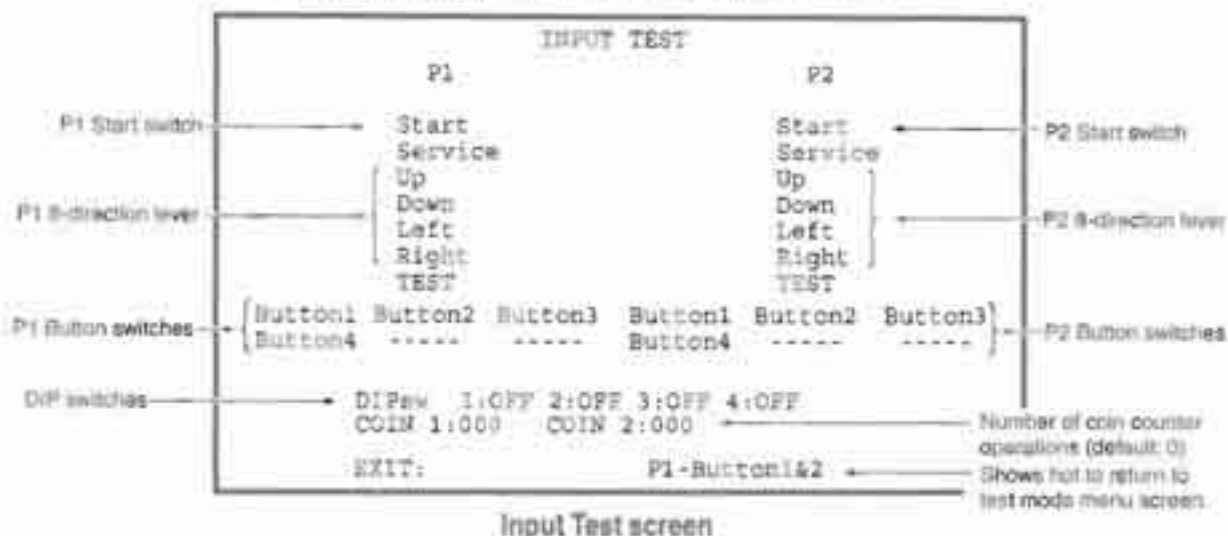 INPUT TEST
P1 P2
P1 Start switch Start Start P2 Start switch
Service Service
Up Up
P1 8-direction lever Down Down P2 8-direction lever
Left Left
Right Right
TEST TEST
P1 Button switches Button1 Button2 Button3 Button1 Button2 Button3 P2 Button switches
Button4 ----- ----- Button4 ----- -----
DIP switches DIPsw 1:OFF 2:OFF 3:OFF 4:OFF
COIN 1:000 COIN 2:000 Number of coin counter
operations (default: 0)
EXIT: P1-Button1&2 Shows hot to return to
test mode menu screen.
Input Test screen